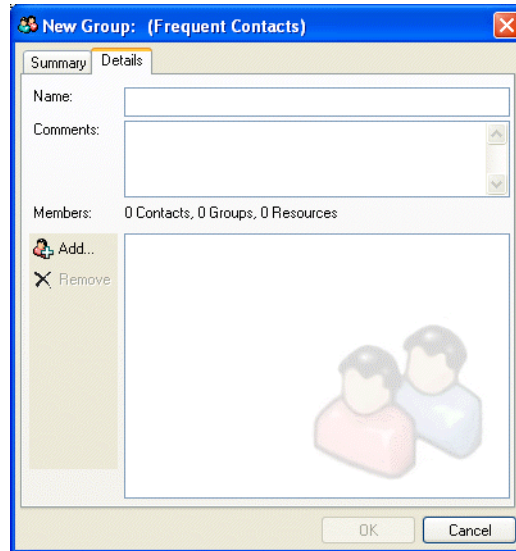 New Group: (Frequent Contacts)
Summary Details
Name:
Comments:
Members: 0 Contacts, 0 Groups, 0 Resources
Add...
Remove
OK Cancel